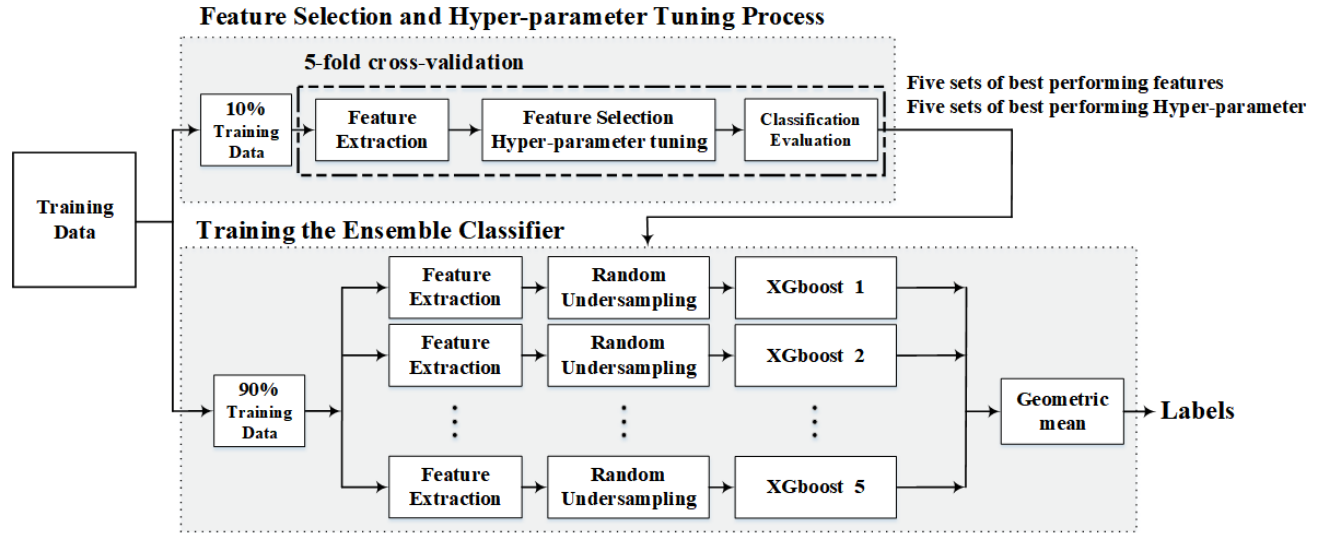 Feature Selection and Hyper-parameter Tuning Process
5-fold cross-validation
Five sets of best performing features
Five sets of best performing Hyper-parameter
10%
Training
Data
Feature
Extraction
Feature Selection
Hyper-parameter tuning
Classification
Evaluation
Training
Data
Training the Ensemble Classifier
Feature
Extraction
Random
Undersampling
XGboost 1
Feature
Extraction
Random
Undersampling
XGboost 2
90%
Training
Data
Geometric
mean
Labels
Feature
Extraction
Random
Undersampling
XGboost 5